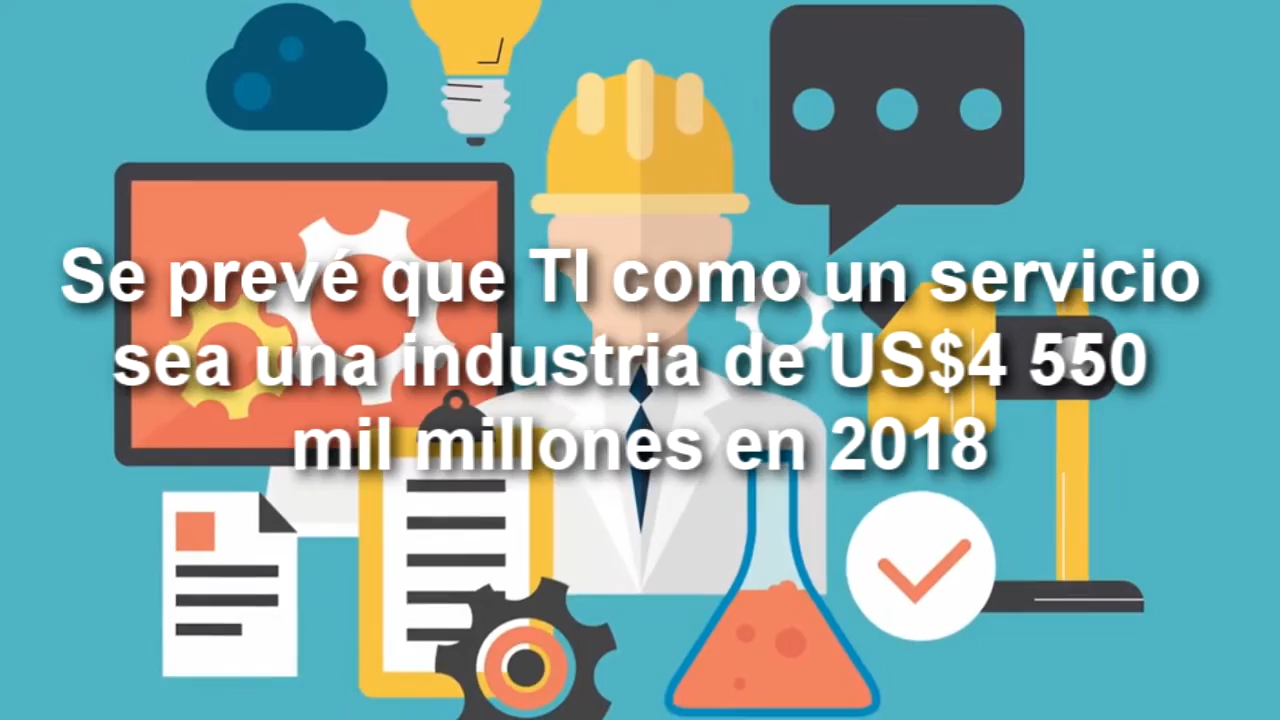 Se prevé que TI como un servicio
sea una industria de US$4 550
mil millones en 2018